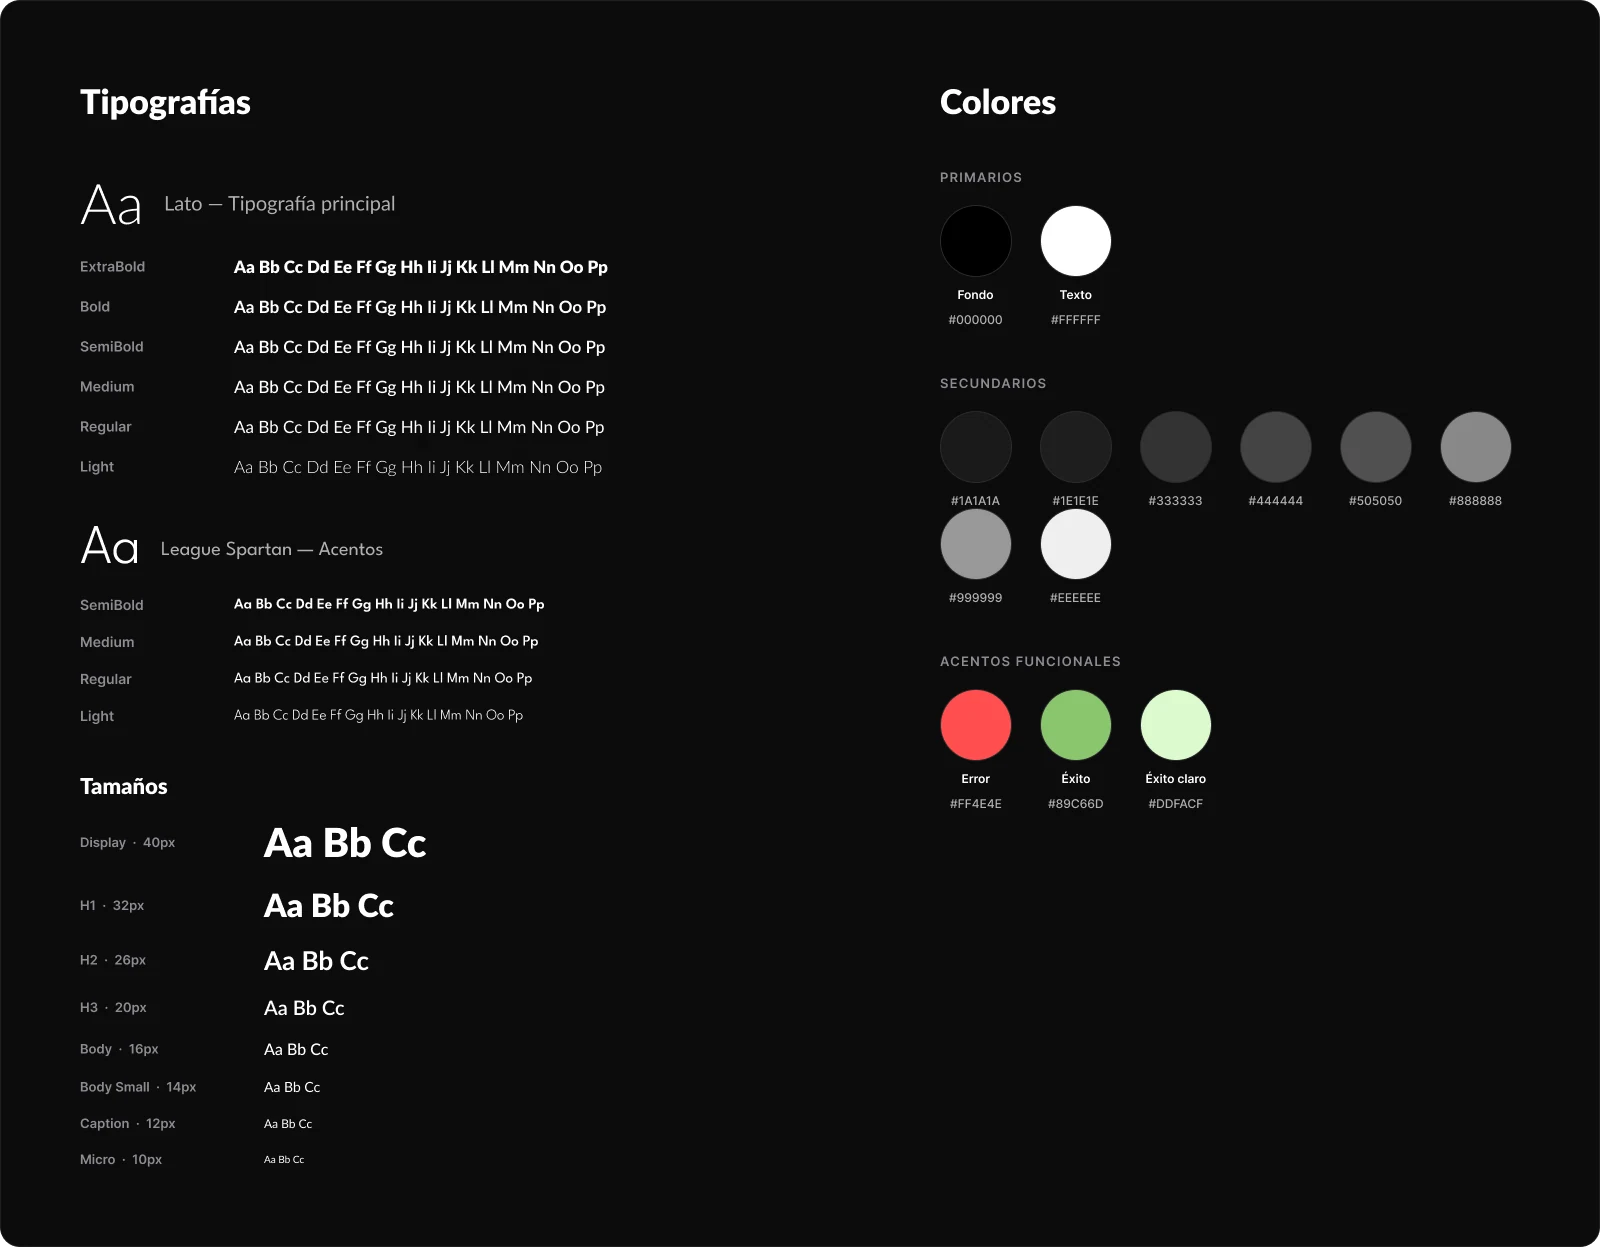 Tipografías
Aa Lato — Tipografía principal
ExtraBold Aa Bb Cc Dd Ee Ff Gg Hh Ii Jj Kk Ll Mm Nn Oo Pp
Bold Aa Bb Cc Dd Ee Ff Gg Hh Ii Jj Kk Ll Mm Nn Oo Pp
SemiBold Aa Bb Cc Dd Ee Ff Gg Hh Ii Jj Kk Ll Mm Nn Oo Pp
Medium Aa Bb Cc Dd Ee Ff Gg Hh Ii Jj Kk Ll Mm Nn Oo Pp
Regular Aa Bb Cc Dd Ee Ff Gg Hh Ii Jj Kk Ll Mm Nn Oo Pp
Light Aa Bb Cc Dd Ee Ff Gg Hh Ii Jj Kk Ll Mm Nn Oo Pp
Aa League Spartan — Acentos
SemiBold Aa Bb Cc Dd Ee Ff Gg Hh Ii Jj Kk Ll Mm Nn Oo Pp
Medium Aa Bb Cc Dd Ee Ff Gg Hh Ii Jj Kk Ll Mm Nn Oo Pp
Regular Aa Bb Cc Dd Ee Ff Gg Hh Ii Jj Kk Ll Mm Nn Oo Pp
Light Aa Bb Cc Dd Ee Ff Gg Hh Ii Jj Kk Ll Mm Nn Oo Pp
Tamaños
Display · 40px Aa Bb Cc
H1 · 32px Aa Bb Cc
H2 · 26px Aa Bb Cc
H3 · 20px Aa Bb Cc
Body · 16px Aa Bb Cc
Body Small · 14px Aa Bb Cc
Caption · 12px Aa Bb Cc
Micro · 10px Aa Bb Cc
Colores
PRIMARIOS
Fondo Texto
#000000 #FFFFFF
SECUNDARIOS
#1A1A1A #1E1E1E #333333 #444444 #505050 #888888
#999999 #EEEEEE
ACENTOS FUNCIONALES
Error Éxito Éxito claro
#FF4E4E #89C66D #DDFACF